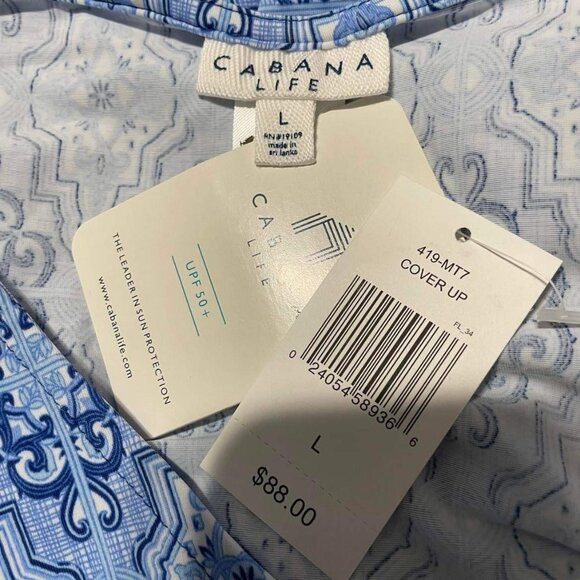 CABANA
LIFE
L
RN#19109
made in
sri lanka
CABANA
LIFE
UPF 50+
THE LEADER IN SUN PROTECTION
www.cabanalife.com
419-MT7
COVER UP
FL_34
0 24054 58936 6
L
$88.00